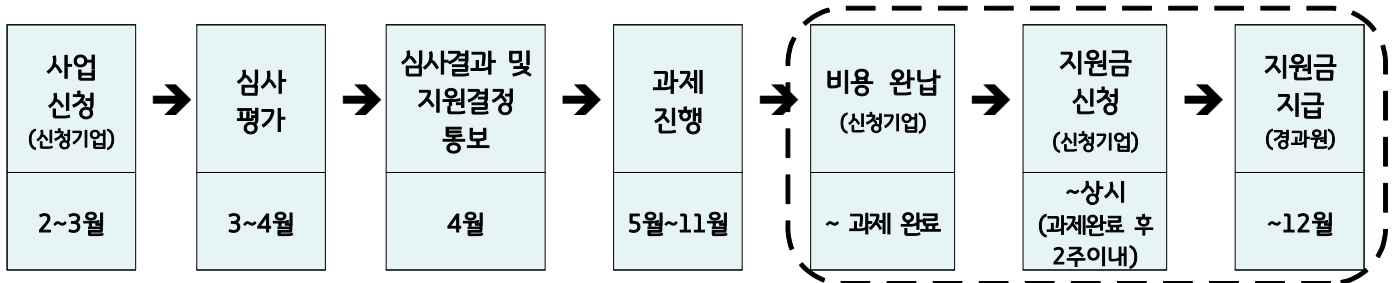 사업
신청
(신청기업)
2~3월
심사
평가
3~4월
심사결과 및
지원결정
통보
4월
과제
진행
5월~11월
비용 완납
(신청기업)
~ 과제 완료
지원금
신청
(신청기업)
~상시
(과제완료 후
2주이내)
지원금
지급
(경과원)
~12월